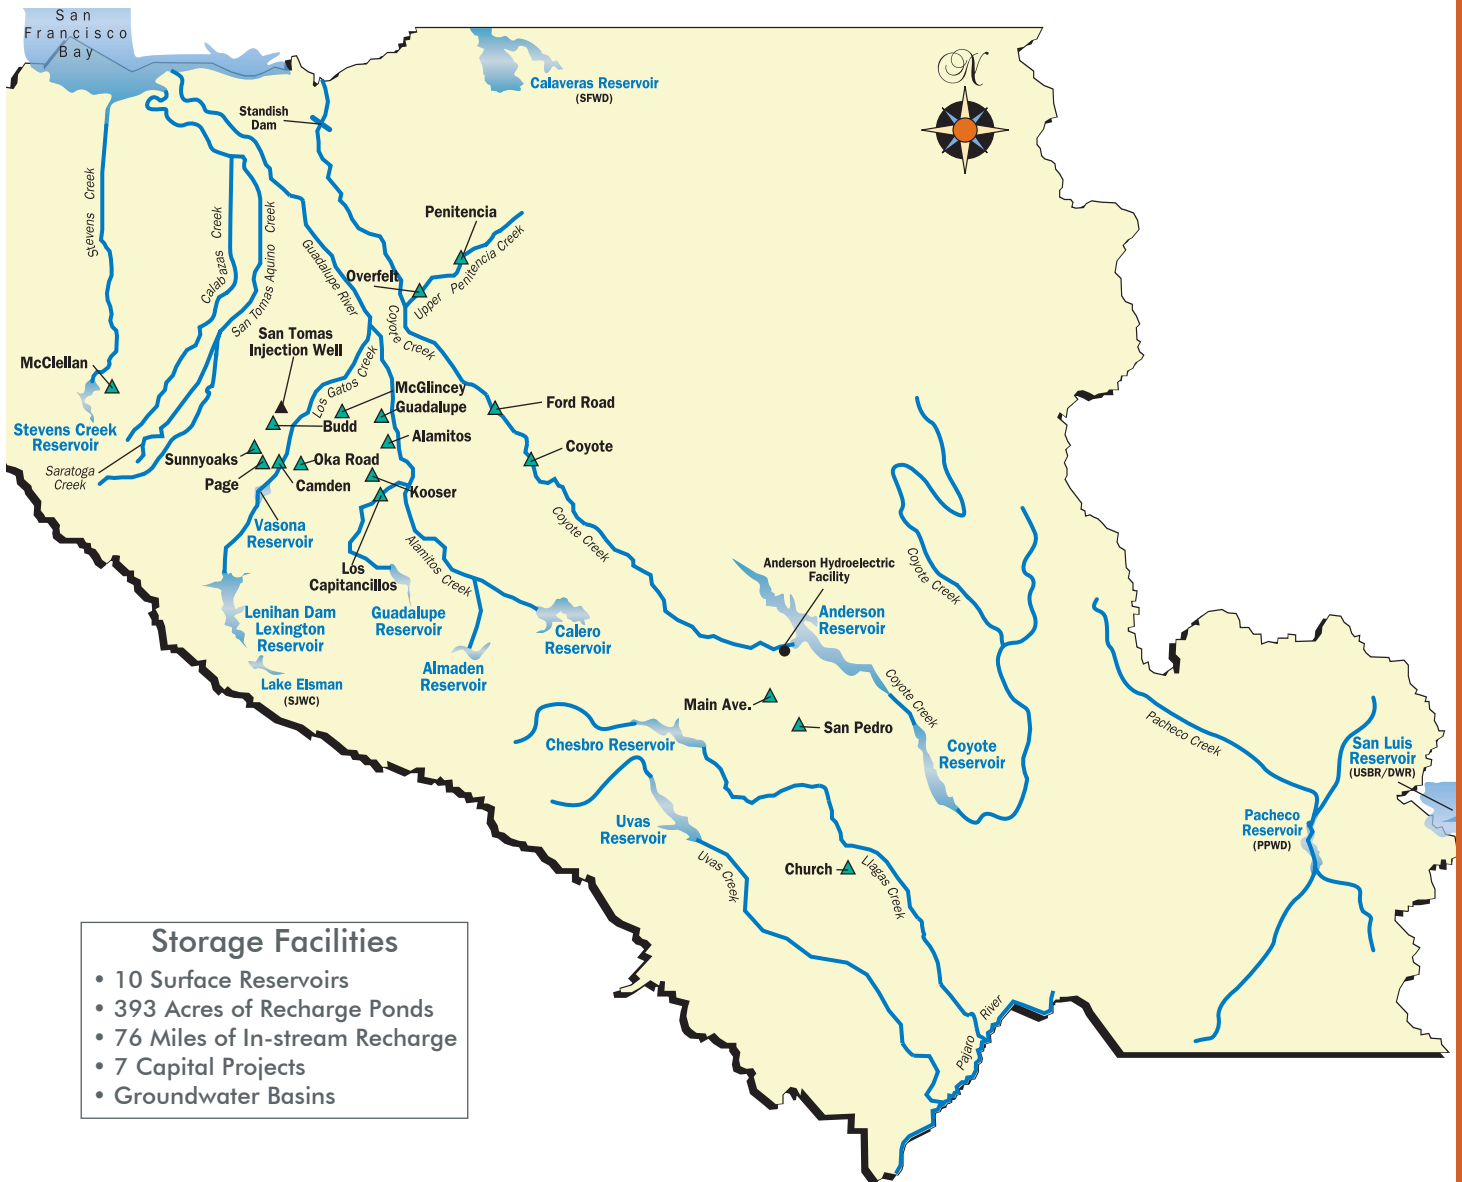 San
Francisco
Bay
N
Calaveras Reservoir
(SFWD)
Standish
Dam
Stevens Creek
Calabazas Creek
San Tomas Aquino Creek
Guadalupe River
Penitencia
Overfelt
Upper Penitencia Creek
Coyote Creek
San Tomas
Injection Well
McClellan
Los Gatos Creek
McGlincey
Guadalupe
Ford Road
Budd
Stevens Creek
Reservoir
Alamitos
Coyote
Sunnyoaks
Oka Road
Saratoga
Creek
Page
Camden
Kooser
Vasona
Reservoir
Coyote Creek
Alamitos Creek
Coyote Creek
Los
Capitancillos
Anderson Hydroelectric
Facility
Lenihan Dam
Lexington
Reservoir
Guadalupe
Reservoir
Calero
Reservoir
Anderson
Reservoir
Almaden
Reservoir
Lake Elsman
(SJWC)
Coyote Creek
Main Ave.
San Pedro
Pacheco Creek
Chesbro Reservoir
Coyote
Reservoir
San Luis
Reservoir
(USBR/DWR)
Uvas
Reservoir
Pacheco
Reservoir
(PPWD)
Uvas Creek
Church
Llagas Creek
Pajaro River
Storage Facilities
• 10 Surface Reservoirs
• 393 Acres of Recharge Ponds
• 76 Miles of In-stream Recharge
• 7 Capital Projects
• Groundwater Basins